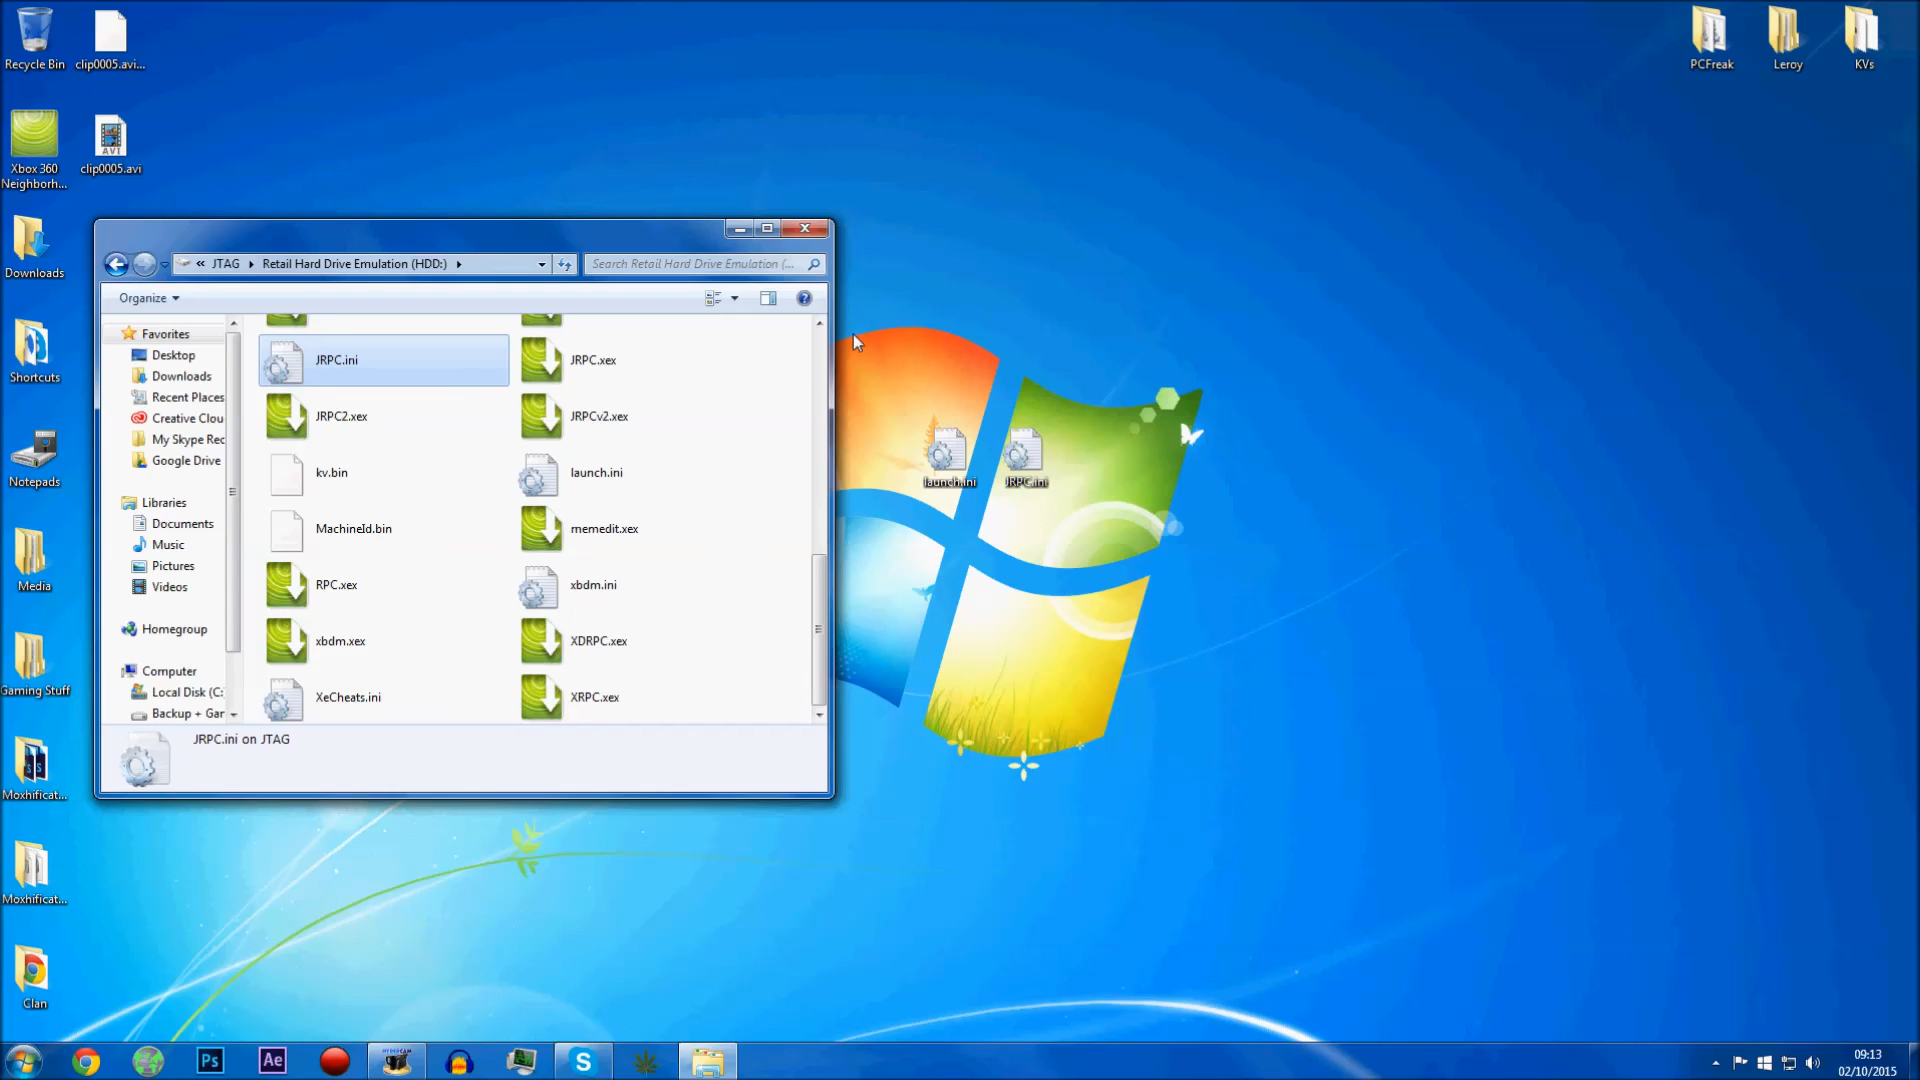 Recycle Bin
clip0005.avi...
PCFreak
Leroy
KVs
Xbox 360
Neighborh...
clip0005.avi
AVI
Downloads
Shortcuts
Notepads
Media
Gaming Stuff
Moxhificat...
Moxhificat...
Clan
« JTAG Retail Hard Drive Emulation (HDD:)
Search Retail Hard Drive Emulation (...
Organize
Favorites
Desktop
Downloads
Recent Places
Creative Clou
My Skype Rec
Google Drive
Libraries
Documents
Music
Pictures
Videos
Homegroup
Computer
Local Disk (C:
Backup + Gar
JRPC.ini
JRPC.xex
JRPC2.xex
JRPCv2.xex
kv.bin
launch.ini
MachineId.bin
memedit.xex
RPC.xex
xbdm.ini
xbdm.xex
XDRPC.xex
XeCheats.ini
XRPC.xex
JRPC.ini on JTAG
launch.ini
JRPC.ini
Ps
Ae
HYPERCAM
S
09:13
02/10/2015